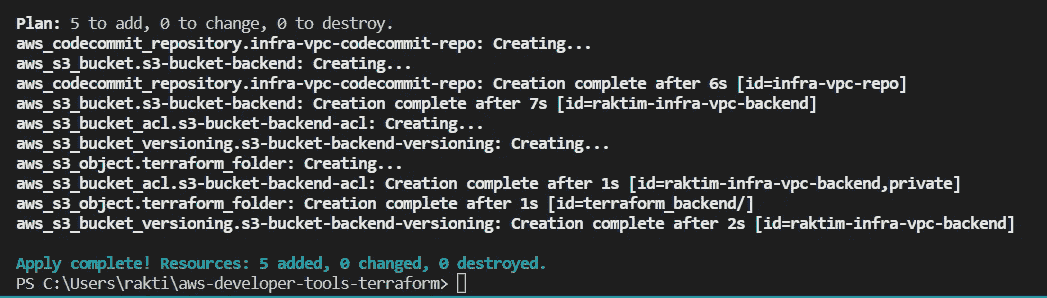 Plan: 5 to add, 0 to change, 0 to destroy.
aws_codecommit_repository.infra-vpc-codecommit-repo: Creating...
aws_s3_bucket.s3-bucket-backend: Creating...
aws_codecommit_repository.infra-vpc-codecommit-repo: Creation complete after 6s [id=infra-vpc-repo]
aws_s3_bucket.s3-bucket-backend: Creation complete after 7s [id=raktim-infra-vpc-backend]
aws_s3_bucket_acl.s3-bucket-backend-acl: Creating...
aws_s3_bucket_versioning.s3-bucket-backend-versioning: Creating...
aws_s3_object.terraform_folder: Creating...
aws_s3_bucket_acl.s3-bucket-backend-acl: Creation complete after 1s [id=raktim-infra-vpc-backend,private]
aws_s3_object.terraform_folder: Creation complete after 1s [id=terraform_backend/]
aws_s3_bucket_versioning.s3-bucket-backend-versioning: Creation complete after 2s [id=raktim-infra-vpc-backend]
Apply complete! Resources: 5 added, 0 changed, 0 destroyed.
PS C:\Users\rakti\aws-developer-tools-terraform>